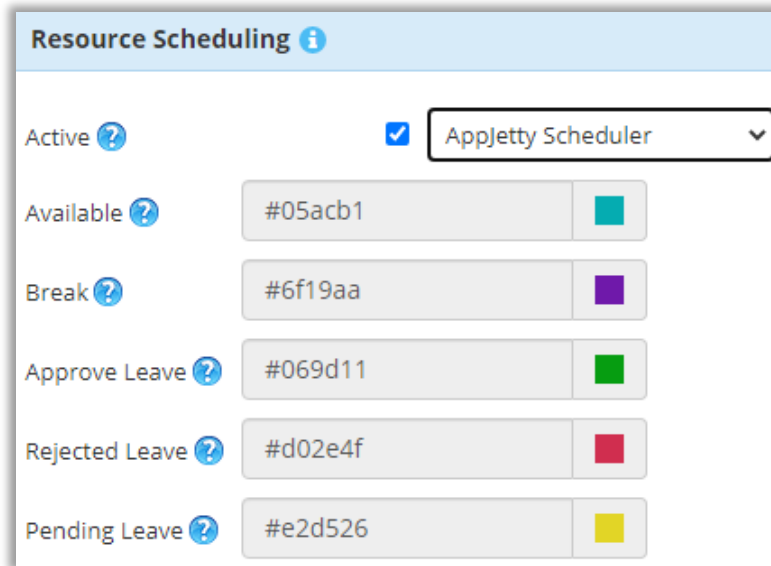 Resource Scheduling
Active AppJetty Scheduler
Available #05acb1
Break #6f19aa
Approve Leave #069d11
Rejected Leave #d02e4f
Pending Leave #e2d526